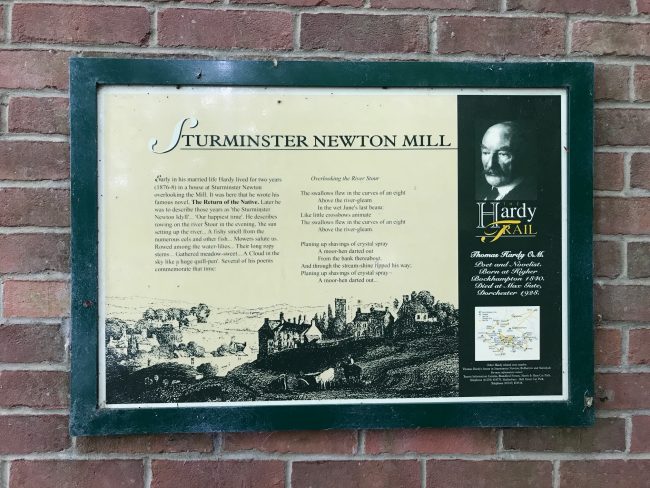 STURMINSTER NEWTON MILL
Early in his married life Hardy lived for two years
(1876-8) in a house at Sturminster Newton
overlooking the Mill. It was here that he wrote his
famous novel, The Return of the Native. Later he
was to describe those years as 'the Sturminster
Newton Idyll'... 'Our happiest time'. He describes
rowing on the river Stour in the evening, 'the sun
setting up the river... A fishy smell from the
numerous eels and other fish... Mowers salute us.
Rowed among the water-lilies... Their long ropy
stems... Gathered meadow-sweet... A Cloud in the
sky like a huge quill-pen'. Several of his poems
commemorate that time:
Overlooking the River Stour
The swallows flew in the curves of an eight
Above the river-gleam
In the wet June's last beam:
Like little crossbows animate
The swallows flew in the curves of an eight
Above the river-gleam.
Planing up shavings of crystal spray
A moor-hen darted out
From the bank thereabout,
And through the stream-shine ripped his way;
Planing up shavings of crystal spray
A moor-hen darted out...
THE
Hardy
TRAIL
Thomas Hardy O.M.
Poet and Novelist.
Born at Higher
Bockhampton 1840.
Died at Max Gate,
Dorchester 1928.